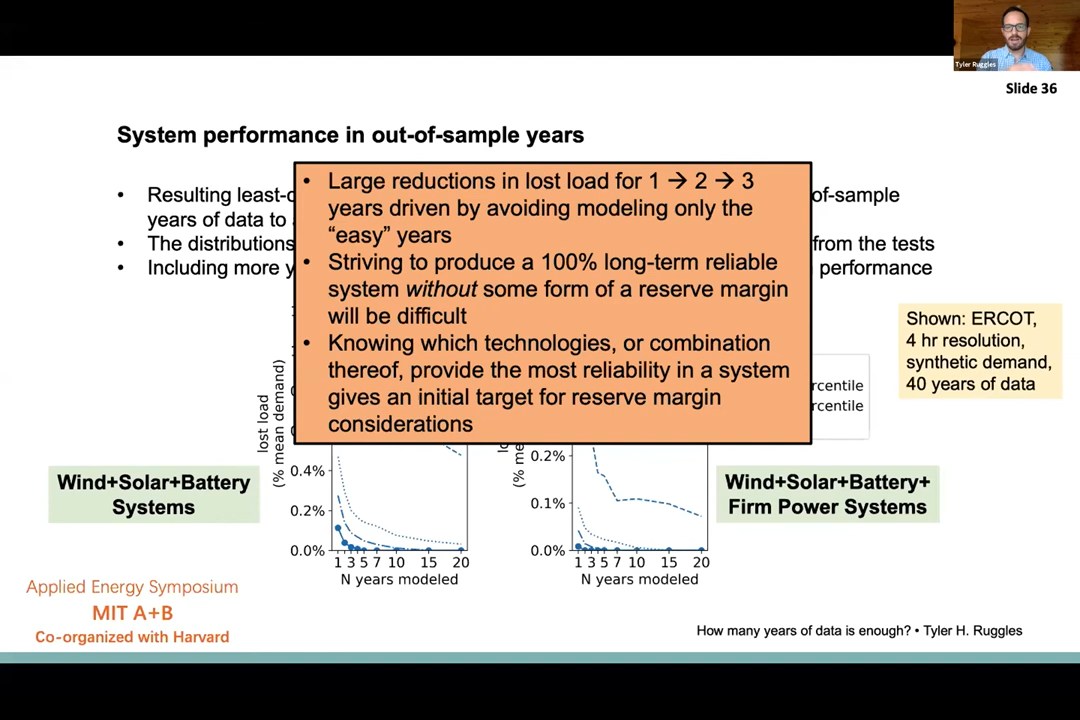 Tyler Ruggles
Slide 36
System performance in out-of-sample years
• Resulting of-sample
years of data to
• The distributions from the tests
• Including more performance
• Large reductions in lost load for 1 → 2 → 3
years driven by avoiding modeling only the
“easy” years
• Striving to produce a 100% long-term reliable
system without some form of a reserve margin
will be difficult
• Knowing which technologies, or combination
thereof, provide the most reliability in a system
gives an initial target for reserve margin
considerations
Shown: ERCOT,
4 hr resolution,
synthetic demand,
40 years of data
lost load
(% mean demand)
0.4%
0.2%
0.0%
1 3 5 7 10 15 20
N years modeled
0.2%
0.1%
0.0%
1 3 5 7 10 15 20
N years modeled
Wind+Solar+Battery
Systems
Wind+Solar+Battery+
Firm Power Systems
Applied Energy Symposium
MIT A+B
Co-organized with Harvard
How many years of data is enough? • Tyler H. Ruggles